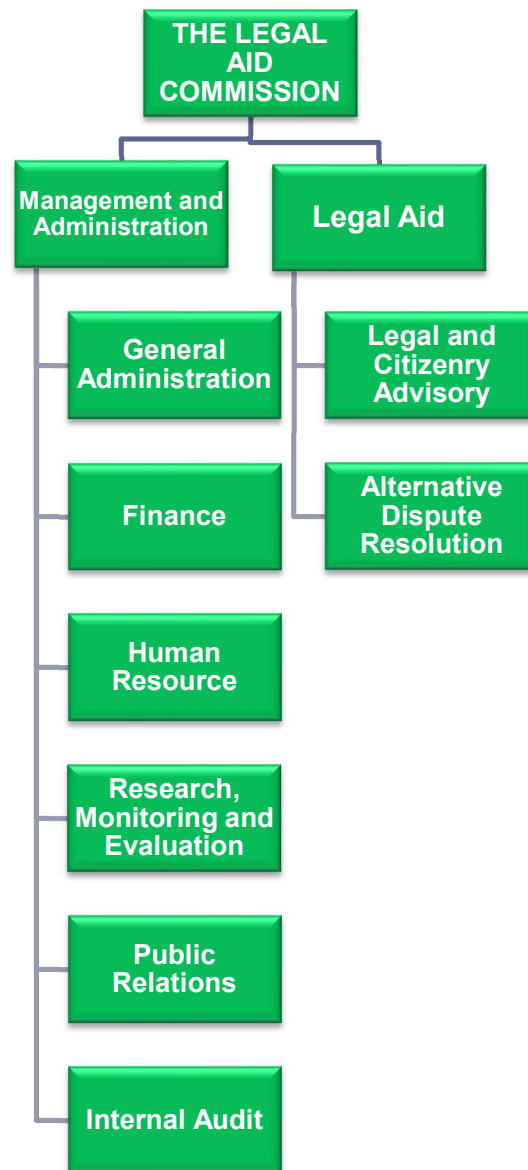 THE LEGAL
AID
COMMISSION
Management and
Administration
Legal Aid
General
Administration
Legal and
Citizenry
Advisory
Finance
Alternative
Dispute
Resolution
Human
Resource
Research,
Monitoring and
Evaluation
Public
Relations
Internal Audit